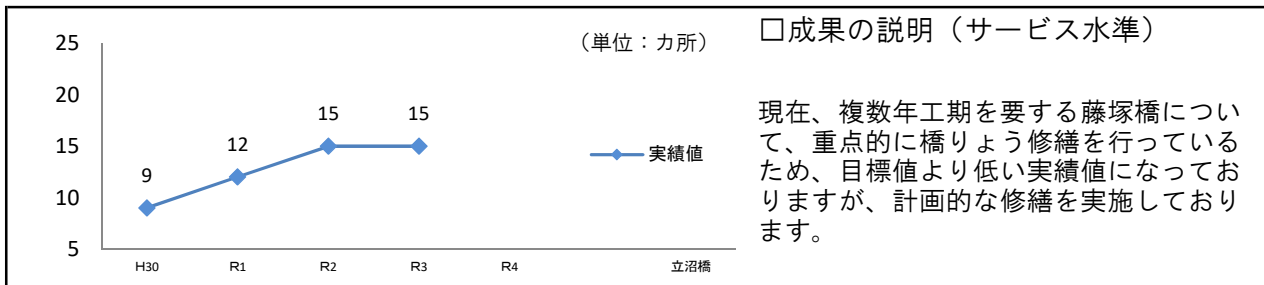 25
20
15
10
5
（単位：カ所）
9
12
15
15
実績値
H30
R1
R2
R3
R4
立沼橋
□成果の説明（サービス水準）
現在、複数年工期を要する藤塚橋につい
て、重点的に橋りょう修繕を行っている
ため、目標値より低い実績値になってお
りますが、計画的な修繕を実施しており
ます。